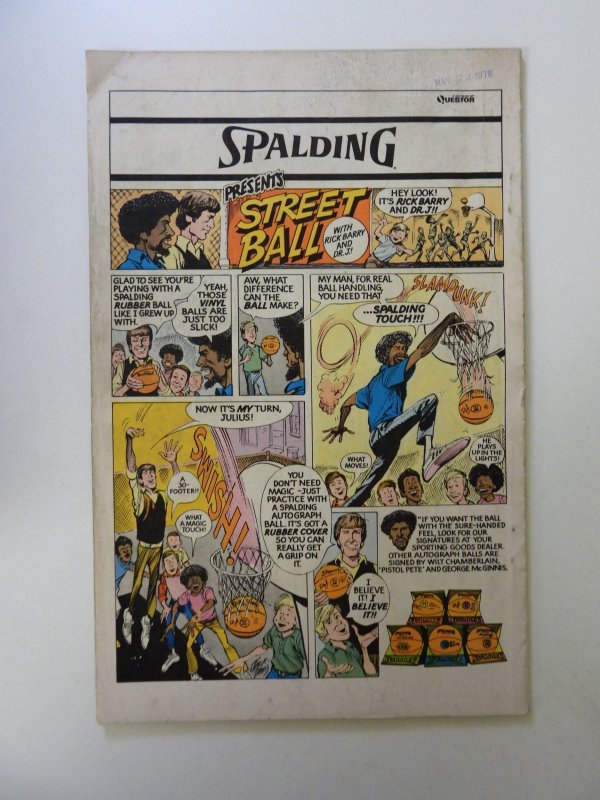 MAY 24 1978
QUESTOR
SPALDING
PRESENTS
STREET
BALL
WITH
RICK BARRY
AND
DR. J!
HEY LOOK!
IT'S RICK BARRY
AND DR. J!!
GLAD TO SEE YOU'RE
PLAYING WITH A
SPALDING
RUBBER BALL
LIKE I GREW UP
WITH.
YEAH,
THOSE
VINYL
BALLS ARE
JUST TOO
SLICK!
AW, WHAT
DIFFERENCE
CAN THE
BALL MAKE?
MY MAN, FOR REAL
BALL HANDLING,
YOU NEED THAT
...SPALDING
TOUCH!!!
SLAM DUNK!
WHAT
MOVES!
HE
PLAYS
UP IN THE
LIGHTS!
NOW IT'S MY TURN,
JULIUS!
A
30-
FOOTER!!
SWISH!
WHAT
A MAGIC
TOUCH!
YOU
DON'T NEED
MAGIC -JUST
PRACTICE WITH
A SPALDING
AUTOGRAPH
BALL. IT'S GOT A
RUBBER COVER
SO YOU CAN
REALLY GET
A GRIP ON
IT.
I
BELIEVE
IT! I
BELIEVE
IT!!
"IF YOU WANT THE BALL
WITH THE SURE-HANDED
FEEL, LOOK FOR OUR
SIGNATURES AT YOUR
SPORTING GOODS DEALER.
OTHER AUTOGRAPH BALLS ARE
SIGNED BY WILT CHAMBERLAIN,
'PISTOL PETE' AND GEORGE McGINNIS.